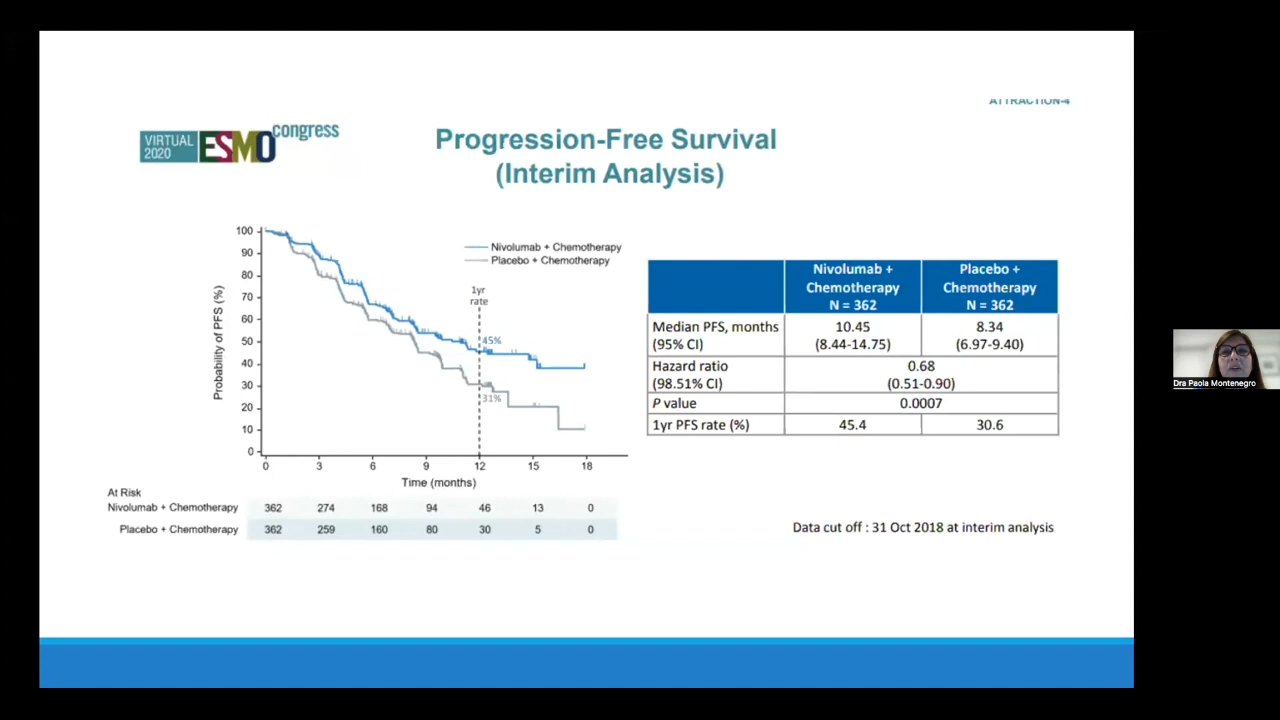 ATTRACTION-4
VIRTUAL
2020
ESMO
congress
Progression-Free Survival
(Interim Analysis)
Probability of PFS (%)
100
90
80
70
60
50
40
30
20
10
0
Nivolumab + Chemotherapy
Placebo + Chemotherapy
1yr
rate
45%
31%
0 3 6 9 12 15 18
Time (months)
At Risk
Nivolumab + Chemotherapy 362 274 168 94 46 13 0
Placebo + Chemotherapy 362 259 160 80 30 5 0
Nivolumab + Chemotherapy N = 362
Placebo + Chemotherapy N = 362
Median PFS, months (95% CI)
10.45 (8.44-14.75)
8.34 (6.97-9.40)
Hazard ratio (98.51% CI)
0.68 (0.51-0.90)
P value 0.0007
1yr PFS rate (%) 45.4 30.6
Data cut off : 31 Oct 2018 at interim analysis
Dra Paola Montenegro